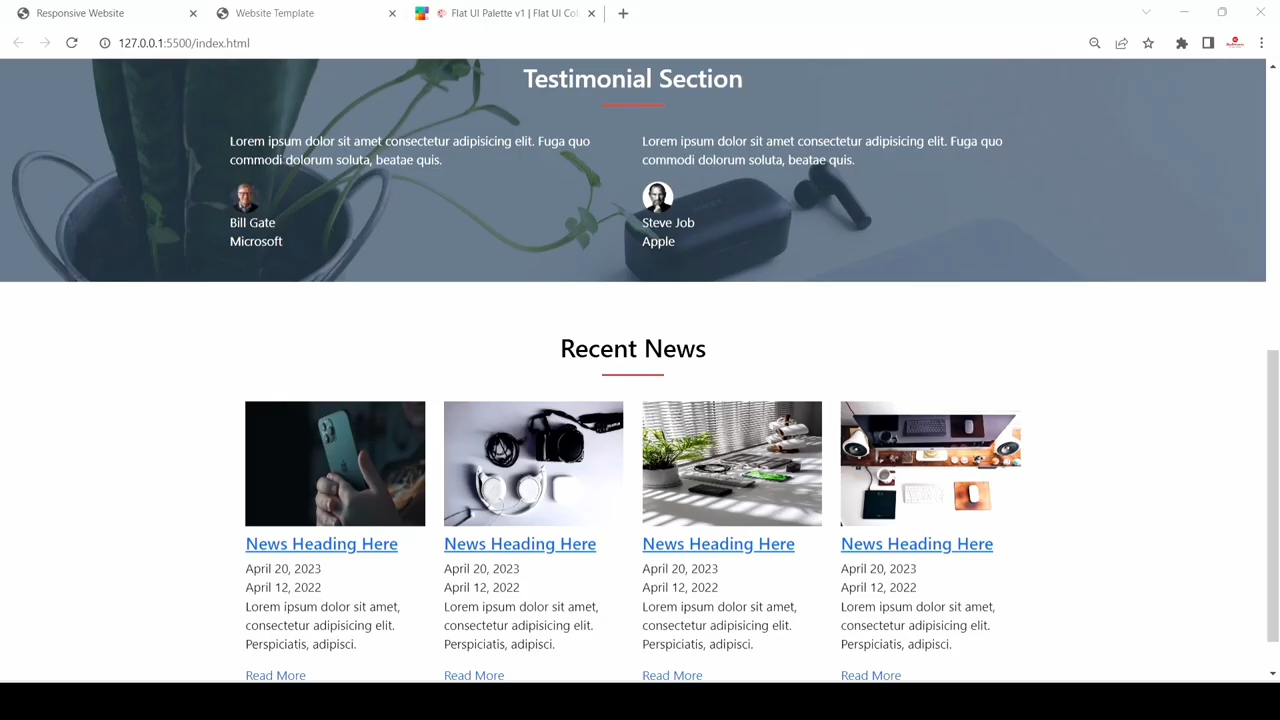 Responsive Website
Website Template
Flat UI Palette v1 | Flat UI Co
127.0.0.1:5500/index.html
Testimonial Section
Lorem ipsum dolor sit amet consectetur adipisicing elit. Fuga quo
commodi dolorum soluta, beatae quis.
Bill Gate
Microsoft
Lorem ipsum dolor sit amet consectetur adipisicing elit. Fuga quo
commodi dolorum soluta, beatae quis.
Steve Job
Apple
Recent News
News Heading Here
April 20, 2023
April 12, 2022
Lorem ipsum dolor sit amet,
consectetur adipisicing elit.
Perspiciatis, adipisci.
Read More
News Heading Here
April 20, 2023
April 12, 2022
Lorem ipsum dolor sit amet,
consectetur adipisicing elit.
Perspiciatis, adipisci.
Read More
News Heading Here
April 20, 2023
April 12, 2022
Lorem ipsum dolor sit amet,
consectetur adipisicing elit.
Perspiciatis, adipisci.
Read More
News Heading Here
April 20, 2023
April 12, 2022
Lorem ipsum dolor sit amet,
consectetur adipisicing elit.
Perspiciatis, adipisci.
Read More